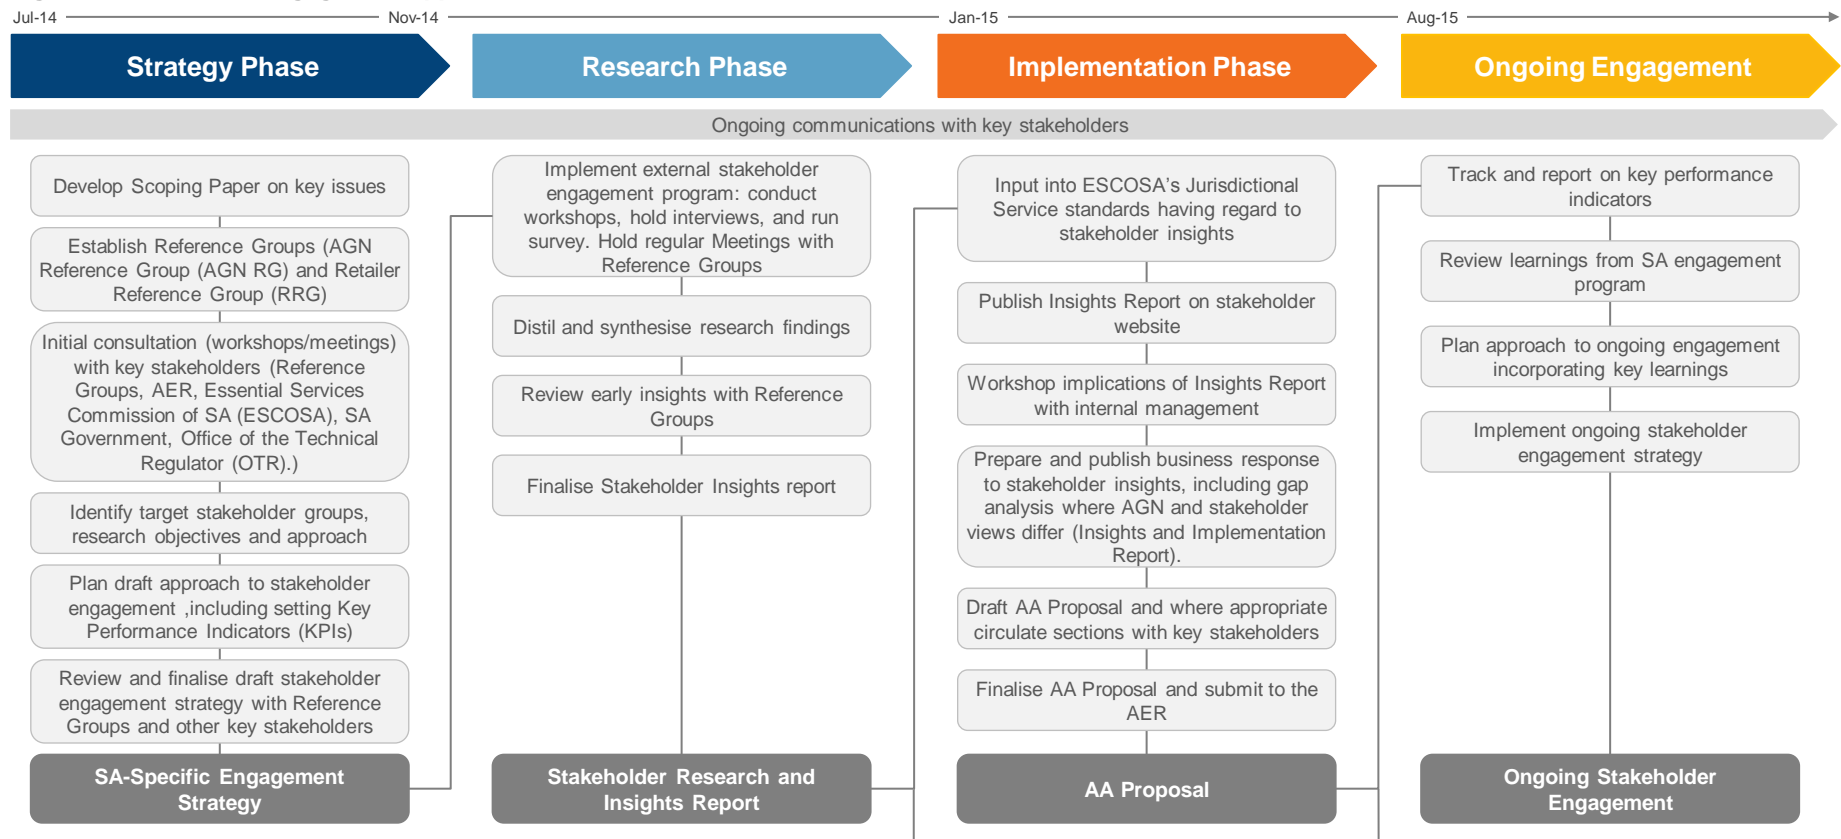 Jul-14
Nov-14
Jan-15
Aug-15
Strategy Phase
Research Phase
Implementation Phase
Ongoing Engagement
Ongoing communications with key stakeholders
Develop Scoping Paper on key issues
Establish Reference Groups (AGN
Reference Group (AGN RG) and Retailer
Reference Group (RRG)
Initial consultation (workshops/meetings)
with key stakeholders (Reference
Groups, AER, Essential Services
Commission of SA (ESCOSA), SA
Government, Office of the Technical
Regulator (OTR).)
Identify target stakeholder groups,
research objectives and approach
Plan draft approach to stakeholder
engagement ,including setting Key
Performance Indicators (KPIs)
Review and finalise draft stakeholder
engagement strategy with Reference
Groups and other key stakeholders
SA-Specific Engagement
Strategy
Implement external stakeholder
engagement program: conduct
workshops, hold interviews, and run
survey. Hold regular Meetings with
Reference Groups
Distil and synthesise research findings
Review early insights with Reference
Groups
Finalise Stakeholder Insights report
Stakeholder Research and
Insights Report
Input into ESCOSA's Jurisdictional
Service standards having regard to
stakeholder insights
Publish Insights Report on stakeholder
website
Workshop implications of Insights Report
with internal management
Prepare and publish business response
to stakeholder insights, including gap
analysis where AGN and stakeholder
views differ (Insights and Implementation
Report).
Draft AA Proposal and where appropriate
circulate sections with key stakeholders
Finalise AA Proposal and submit to the
AER
AA Proposal
Track and report on key performance
indicators
Review learnings from SA engagement
program
Plan approach to ongoing engagement
incorporating key learnings
Implement ongoing stakeholder
engagement strategy
Ongoing Stakeholder
Engagement